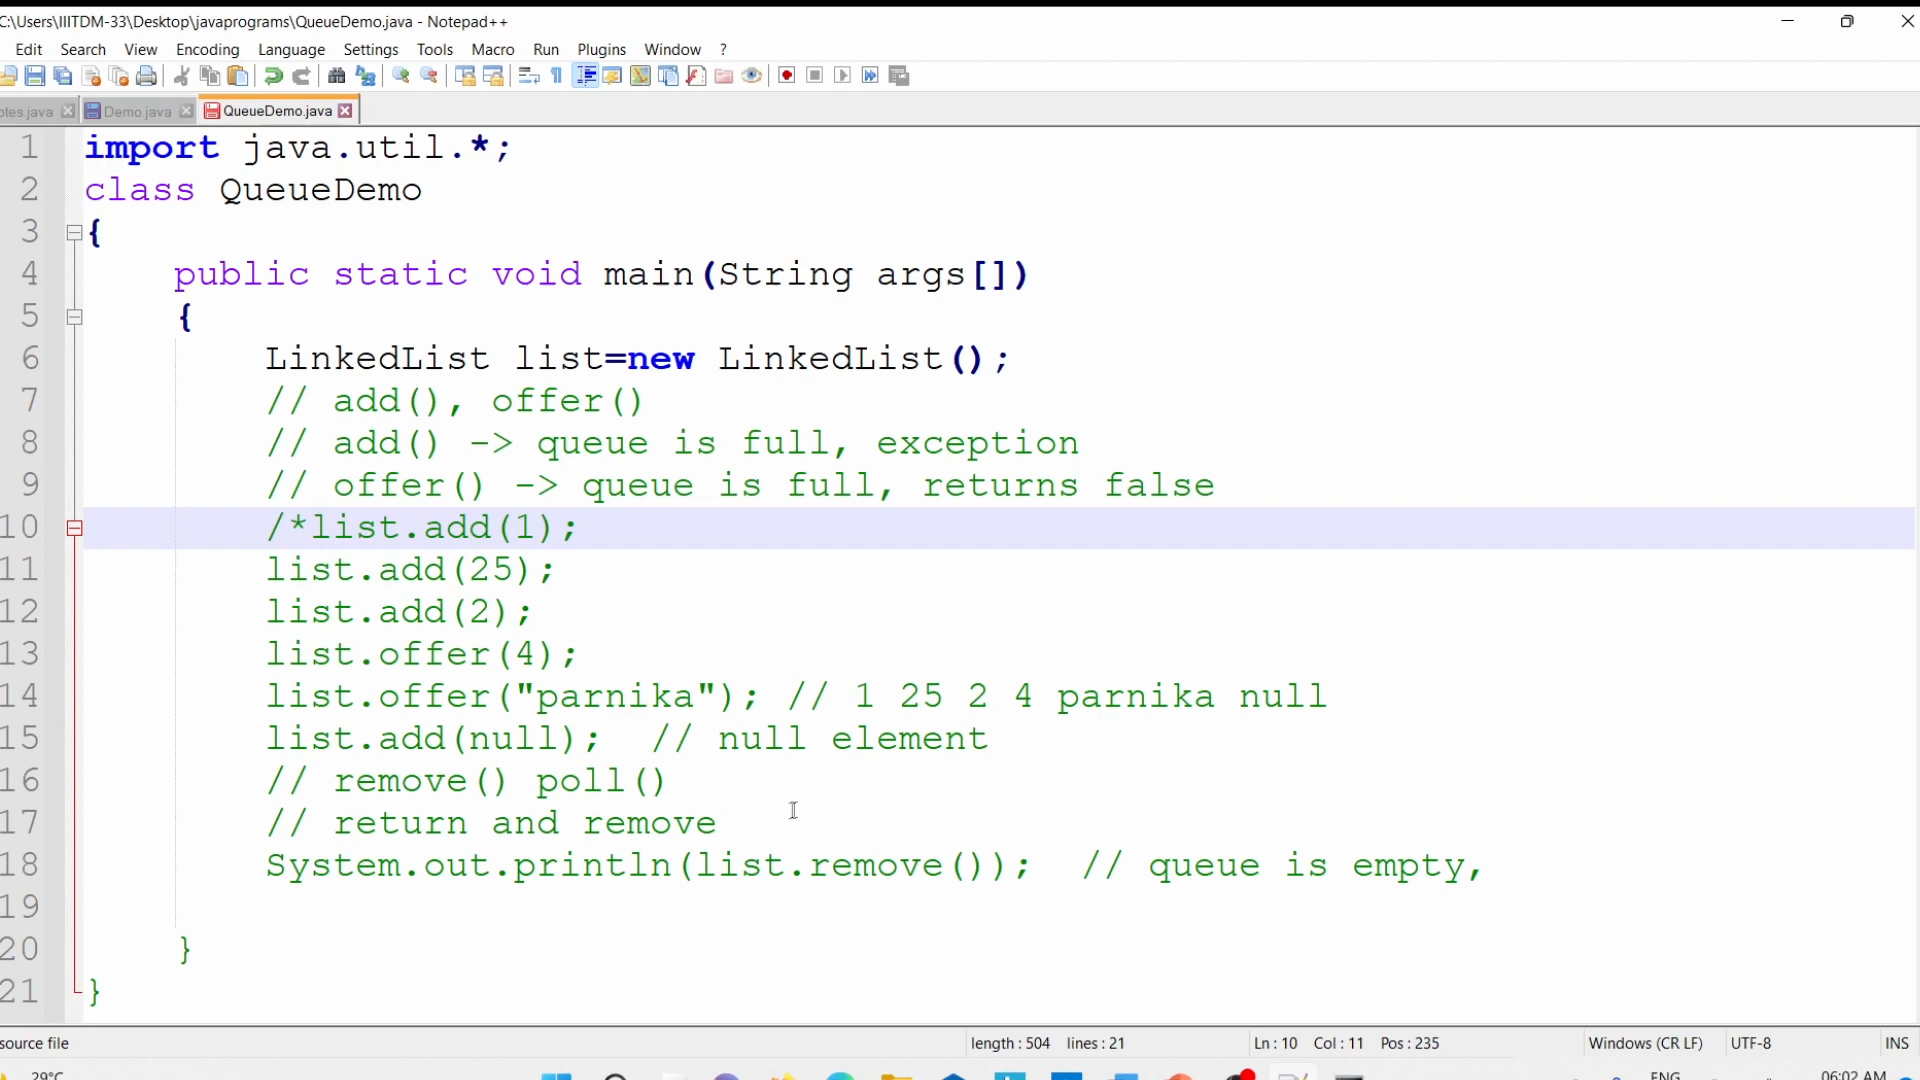 C:\Users\IIITDM-33\Desktop\javaprograms\QueueDemo.java - Notepad++
Edit Search View Encoding Language Settings Tools Macro Run Plugins Window ?
otes.java Demo.java QueueDemo.java
1 import java.util.*;
2 class QueueDemo
3 {
4 public static void main(String args[])
5 {
6 LinkedList list=new LinkedList();
7 // add(), offer()
8 // add() -> queue is full, exception
9 // offer() -> queue is full, returns false
10 /*list.add(1);
11 list.add(25);
12 list.add(2);
13 list.offer(4);
14 list.offer("parnika"); // 1 25 2 4 parnika null
15 list.add(null); // null element
16 // remove() poll()
17 // return and remove
18 System.out.println(list.remove()); // queue is empty,
19
20 }
21 }
source file length : 504 lines : 21 Ln : 10 Col : 11 Pos : 235 Windows (CR LF) UTF-8 INS
29°C ENG 06:02 AM